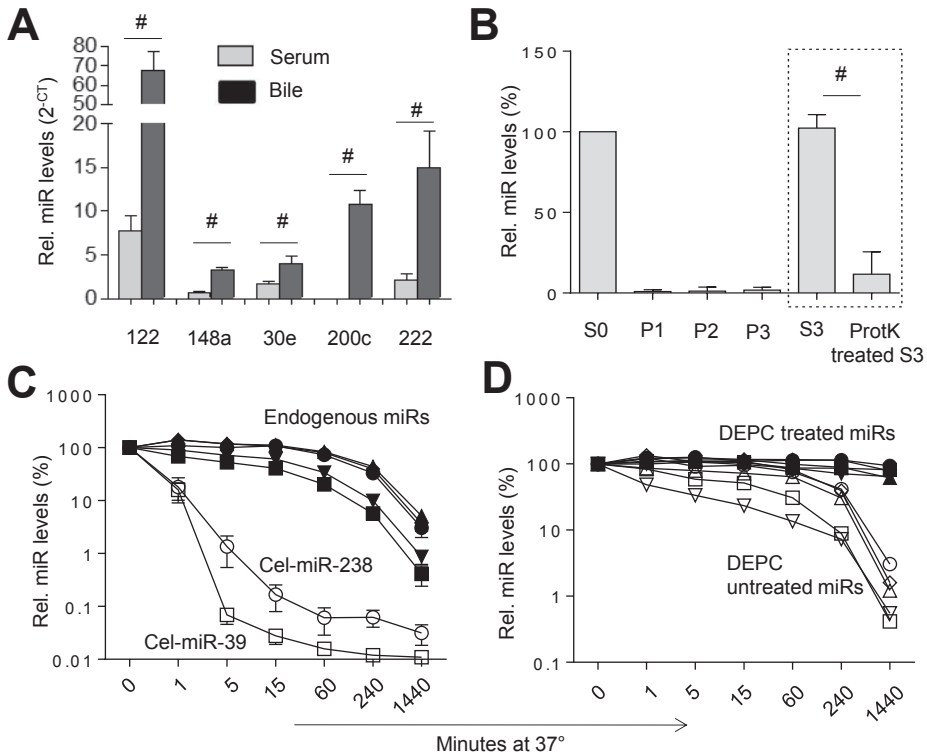 A
Rel. miR levels (2-CT)
80
70
60
50
20
15
10
5
0
#
#
#
#
#
Serum
Bile
122
148a
30e
200c
222
B
Rel. miR levels (%)
150
100
50
0
#
S0
P1
P2
P3
S3
ProtK
treated S3
C
Rel. miR levels (%)
1000
100
10
1
0.1
0.01
Endogenous miRs
Cel-miR-238
Cel-miR-39
0
1
5
15
60
240
1440
D
Rel. miR levels (%)
1000
100
10
1
0.1
DEPC treated miRs
DEPC
untreated miRs
0
1
5
15
60
240
1440
Minutes at 37°